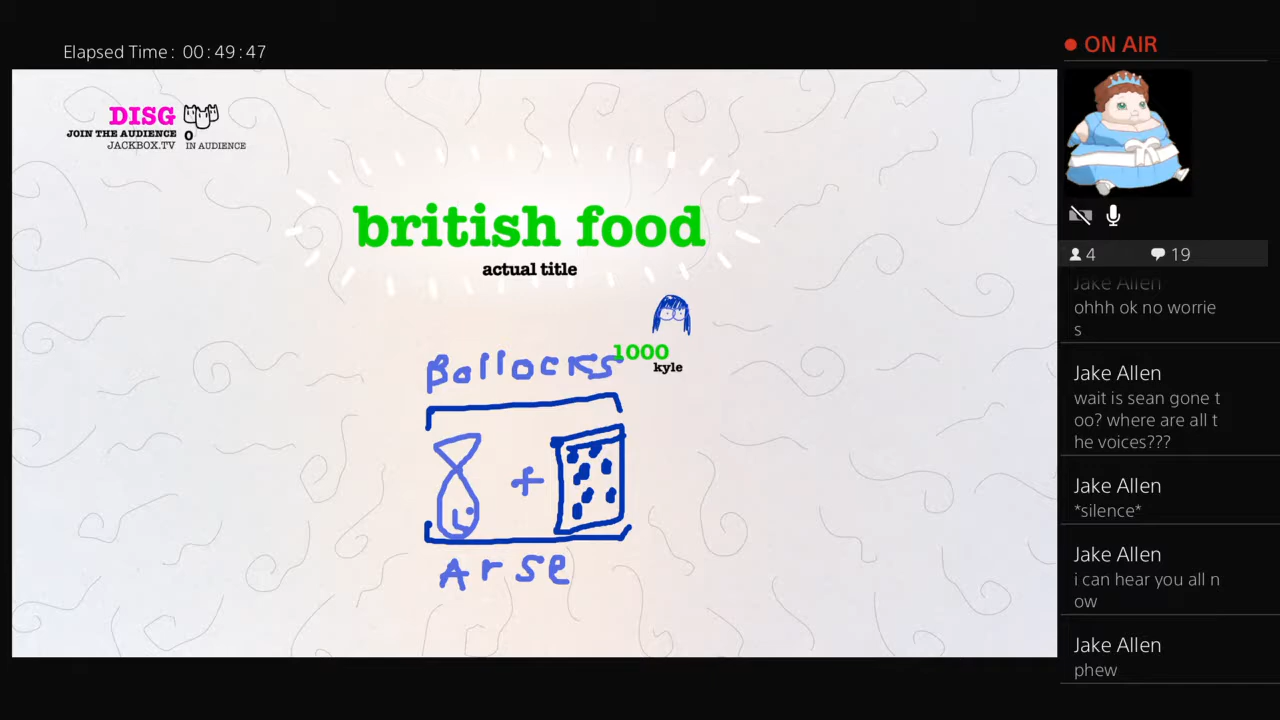 Elapsed Time: 00:49:47
ON AIR
DISG
JOIN THE AUDIENCE
JACKBOX.TV
0
IN AUDIENCE
british food
actual title
1000
kyle
Bollocks
+
Arse
4
19
Jake Allen
ohhh ok no worrie
s
Jake Allen
wait is sean gone t
oo? where are all t
he voices???
Jake Allen
*silence*
Jake Allen
i can hear you all n
ow
Jake Allen
phew